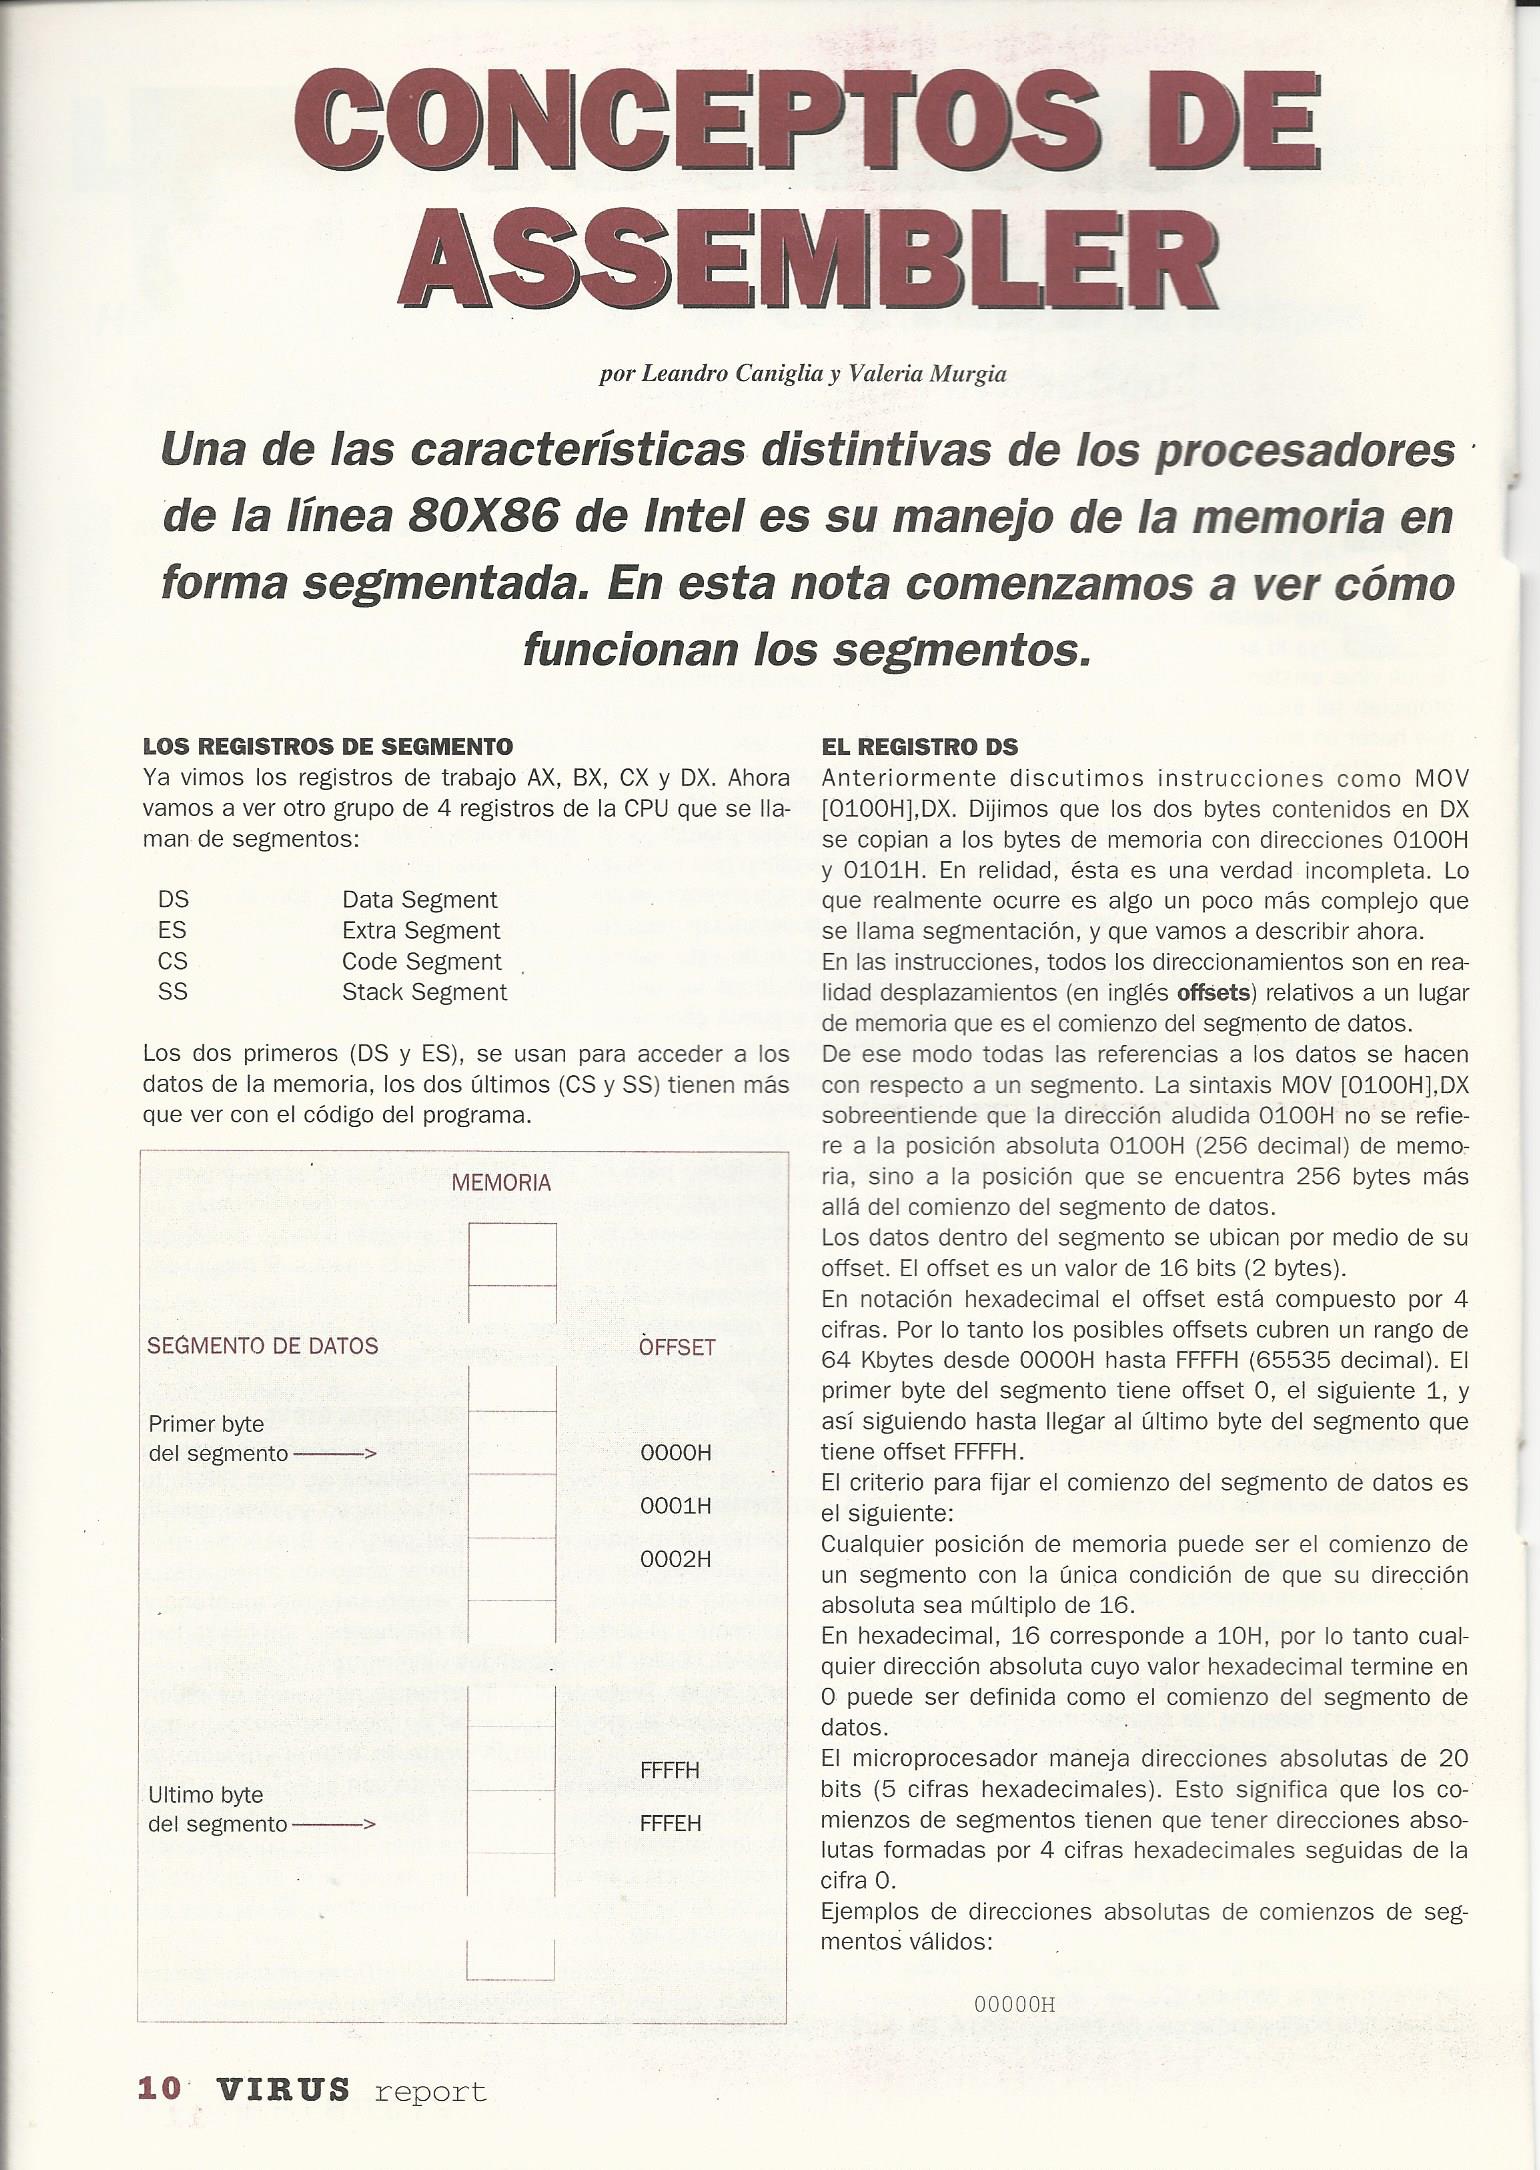 CONCEPTOS DE
ASSEMBLER
por Leandro Caniglia y Valeria Murgia
Una de las características distintivas de los procesadores
de la línea 80X86 de Intel es su manejo de la memoria en
forma segmentada. En esta nota comenzamos a ver cómo
funcionan los segmentos.
LOS REGISTROS DE SEGMENTO
Ya vimos los registros de trabajo AX, BX, CX y DX. Ahora
vamos a ver otro grupo de 4 registros de la CPU que se lla-
man de segmentos:
DS Data Segment
ES Extra Segment
CS Code Segment
SS Stack Segment
Los dos primeros (DS y ES), se usan para acceder a los
datos de la memoria, los dos últimos (CS y SS) tienen más
que ver con el código del programa.
MEMORIA
SEGMENTO DE DATOS OFFSET
Primer byte
del segmento -----> 0000H
0001H
0002H
FFFFH
Ultimo byte
del segmento -----> FFFEH
EL REGISTRO DS
Anteriormente discutimos instrucciones como MOV
[0100H],DX. Dijimos que los dos bytes contenidos en DX
se copian a los bytes de memoria con direcciones 0100H
y 0101H. En relidad, ésta es una verdad incompleta. Lo
que realmente ocurre es algo un poco más complejo que
se llama segmentación, y que vamos a describir ahora.
En las instrucciones, todos los direccionamientos son en rea-
lidad desplazamientos (en inglés offsets) relativos a un lugar
de memoria que es el comienzo del segmento de datos.
De ese modo todas las referencias a los datos se hacen
con respecto a un segmento. La sintaxis MOV [0100H],DX
sobreentiende que la dirección aludida 0100H no se refie-
re a la posición absoluta 0100H (256 decimal) de memo-
ria, sino a la posición que se encuentra 256 bytes más
allá del comienzo del segmento de datos.
Los datos dentro del segmento se ubican por medio de su
offset. El offset es un valor de 16 bits (2 bytes).
En notación hexadecimal el offset está compuesto por 4
cifras. Por lo tanto los posibles offsets cubren un rango de
64 Kbytes desde 0000H hasta FFFFH (65535 decimal). El
primer byte del segmento tiene offset 0, el siguiente 1, y
así siguiendo hasta llegar al último byte del segmento que
tiene offset FFFFH.
El criterio para fijar el comienzo del segmento de datos es
el siguiente:
Cualquier posición de memoria puede ser el comienzo de
un segmento con la única condición de que su dirección
absoluta sea múltiplo de 16.
En hexadecimal, 16 corresponde a 10H, por lo tanto cual-
quier dirección absoluta cuyo valor hexadecimal termine en
0 puede ser definida como el comienzo del segmento de
datos.
El microprocesador maneja direcciones absolutas de 20
bits (5 cifras hexadecimales). Esto significa que los co-
mienzos de segmentos tienen que tener direcciones abso-
lutas formadas por 4 cifras hexadecimales seguidas de la
cifra 0.
Ejemplos de direcciones absolutas de comienzos de seg-
mentos válidos:
00000H
10 VIRUS report